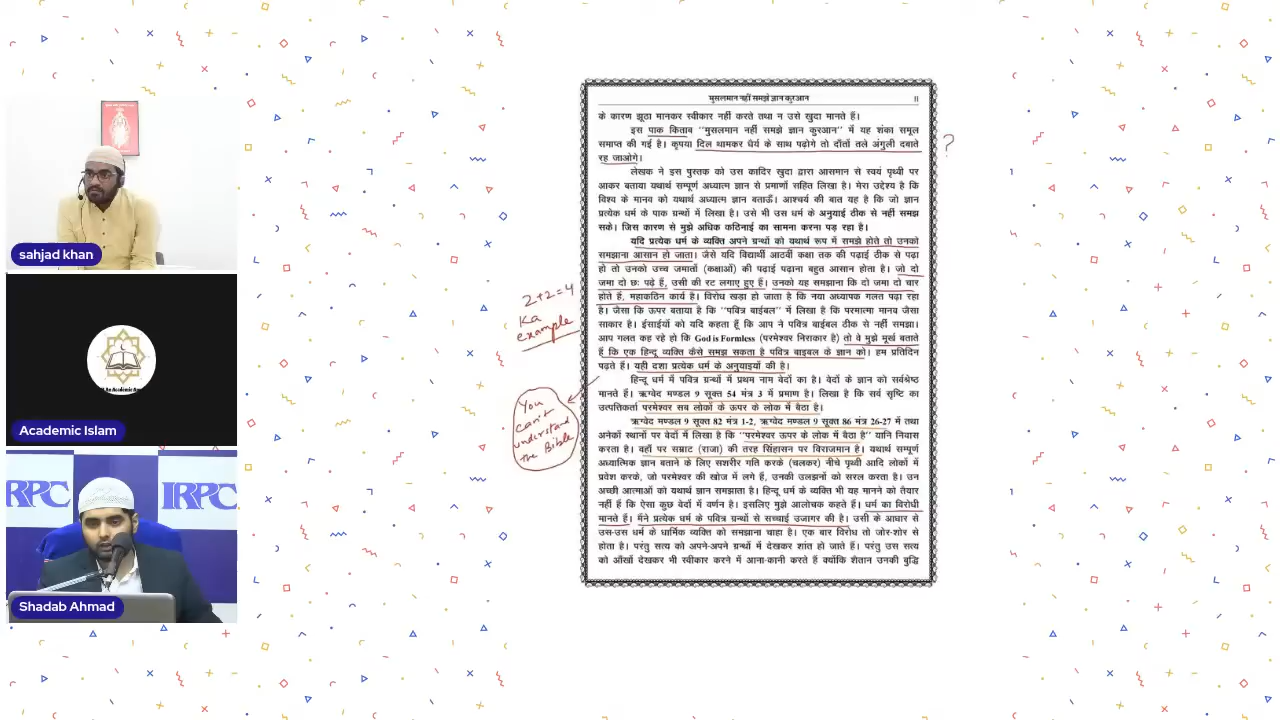 sahjad khan
Academic Islam
IRPC
IRPC
Shadab Ahmad
मुसलमान नहीं समझे ज्ञान कुरआन 11
के कारण झूठा मानकर स्वीकार नहीं करते तथा न उसे खुदा मानते हैं।
इस पाक किताब ‘‘मुसलमान नहीं समझे ज्ञान कुरआन’’ में यह शंका समूल
समाप्त की गई है। कृपया दिल थामकर धैर्य के साथ पढ़ोगे तो दाँतों तले अंगुली दबाते
रह जाओगे।
लेखक ने इस पुस्तक को उस कादिर खुदा द्वारा आसमान से स्वयं पृथ्वी पर
आकर बताया यथार्थ सम्पूर्ण अध्यात्म ज्ञान से प्रमाणों सहित लिखा है। मेरा उद्देश्य है कि
विश्व के मानव को यथार्थ अध्यात्म ज्ञान बताऊँ। आश्चर्य की बात यह है कि जो ज्ञान
प्रत्येक धर्म के पाक ग्रन्थों में लिखा है। उसे भी उस धर्म के अनुयाई ठीक से नहीं समझ
सके। जिस कारण से मुझे अधिक कठिनाई का सामना करना पड़ रहा है।
यदि प्रत्येक धर्म के व्यक्ति अपने ग्रन्थों को यथार्थ रूप में समझे होते तो उनको
समझाना आसान हो जाता। जैसे यदि विद्यार्थी आठवीं कक्षा तक की पढ़ाई ठीक से पढ़ा
हो तो उनको उच्च जमातों (कक्षाओं) की पढ़ाई पढ़ाना बहुत आसान होता है। जो दो
जमा दो छः पढ़े हैं, उसी की रट लगाए हुए हैं। उनको यह समझाना कि दो जमा दो चार
होते हैं, महाकठिन कार्य है। विरोध खड़ा हो जाता है कि नया अध्यापक गलत पढ़ा रहा
है। जैसा कि ऊपर बताया है कि ‘‘पवित्र बाईबल’’ में लिखा है कि परमात्मा मानव जैसा
साकार है। ईसाईयों को यदि कहता हूँ कि आप ने पवित्र बाईबल ठीक से नहीं समझा।
आप गलत कह रहे हो कि God is Formless (परमेश्वर निराकार है) तो वे मुझे मूर्ख बताते
हैं कि एक हिन्दू व्यक्ति कैसे समझ सकता है पवित्र बाइबल के ज्ञान को। हम प्रतिदिन
पढ़ते हैं। यही दशा प्रत्येक धर्म के अनुयाइयों की है।
हिन्दू धर्म में पवित्र ग्रन्थों में प्रथम नाम वेदों का है। वेदों के ज्ञान को सर्वश्रेष्ठ
मानते हैं। ऋग्वेद मण्डल 9 सूक्त 54 मंत्र 3 में प्रमाण है। लिखा है कि सर्व सृष्टि का
उत्पत्तिकर्ता परमेश्वर सब लोकों के ऊपर के लोक में बैठा है।
ऋग्वेद मण्डल 9 सूक्त 82 मंत्र 1-2, ऋग्वेद मण्डल 9 सूक्त 86 मंत्र 26-27 में तथा
अनेकों स्थानों पर वेदों में लिखा है कि ‘‘परमेश्वर ऊपर के लोक में बैठा है’’ यानि निवास
करता है। वहाँ पर सम्राट (राजा) की तरह सिंहासन पर विराजमान है। यथार्थ सम्पूर्ण
अध्यात्मिक ज्ञान बताने के लिए सशरीर गति करके (चलकर) नीचे पृथ्वी आदि लोकों में
प्रवेश करके, जो परमेश्वर की खोज में लगे हैं, उनकी उलझनों को सरल करता है। उन
अच्छी आत्माओं को यथार्थ ज्ञान समझाता है। हिन्दू धर्म के व्यक्ति भी यह मानने को तैयार
नहीं हैं कि ऐसा कुछ वेदों में वर्णन है। इसलिए मुझे आलोचक कहते हैं। धर्म का विरोधी
मानते हैं। मैंने प्रत्येक धर्म के पवित्र ग्रन्थों से सच्चाई उजागर की है। उसी के आधार से
उस-उस धर्म के धार्मिक व्यक्ति को समझाना चाहा है। एक बार विरोध तो जोर-शोर से
होता है। परंतु सत्य को अपने-अपने ग्रन्थों में देखकर शांत हो जाते हैं। परंतु उस सत्य
को आँखों देखकर भी स्वीकार करने में आना-कानी करते हैं क्योंकि शैतान उनकी बुद्धि
?
2+2=4
Ka
example
You
can't
understand
the Bible